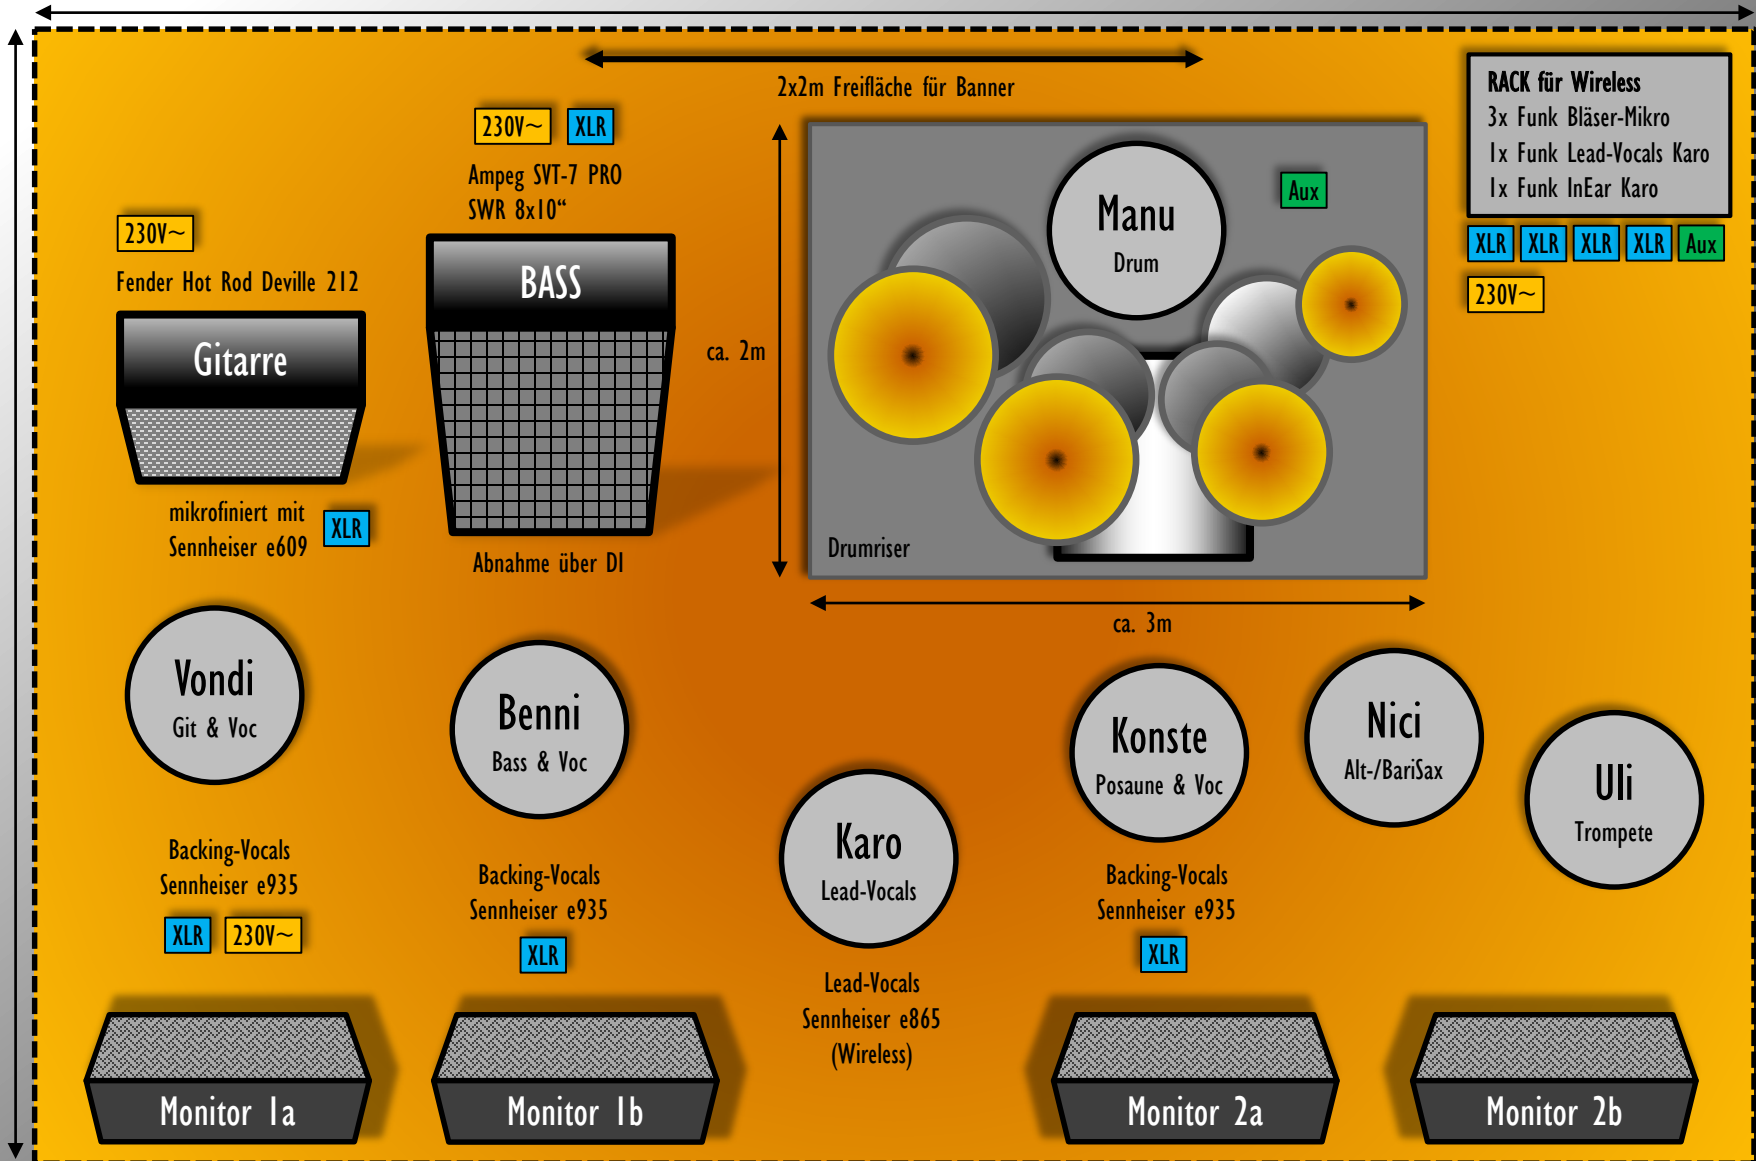 2x2m Freifläche für Banner
RACK für Wireless
3x Funk Bläser-Mikro
1x Funk Lead-Vocals Karo
1x Funk InEar Karo
XLR XLR XLR XLR Aux
230V~
230V~ XLR
Ampeg SVT-7 PRO
SWR 8x10“
BASS
Abnahme über DI
230V~
Fender Hot Rod Deville 212
Gitarre
mikrofiniert mit
Sennheiser e609
XLR
ca. 2m
Manu
Drum
Aux
Drumriser
ca. 3m
Vondi
Git & Voc
Benni
Bass & Voc
Karo
Lead-Vocals
Konste
Posaune & Voc
Nici
Alt-/BariSax
Uli
Trompete
Backing-Vocals
Sennheiser e935
XLR 230V~
Backing-Vocals
Sennheiser e935
XLR
Lead-Vocals
Sennheiser e865
(Wireless)
Backing-Vocals
Sennheiser e935
XLR
Monitor 1a
Monitor 1b
Monitor 2a
Monitor 2b